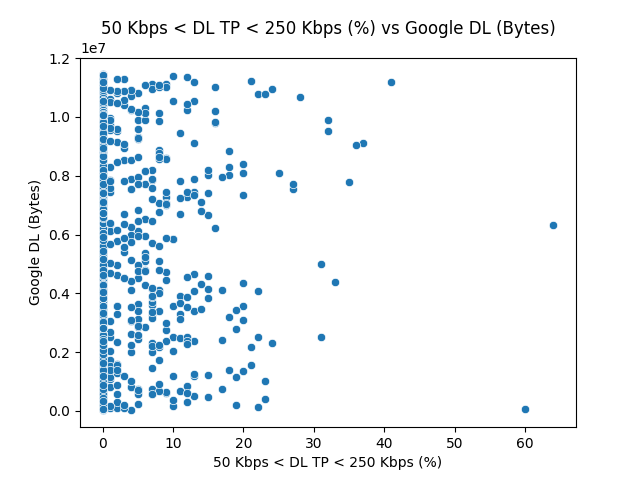 50 Kbps < DL TP < 250 Kbps (%) vs Google DL (Bytes)
1e7
1.2
1.0
0.8
0.6
0.4
0.2
0.0
Google DL (Bytes)
0 10 20 30 40 50 60
50 Kbps < DL TP < 250 Kbps (%)